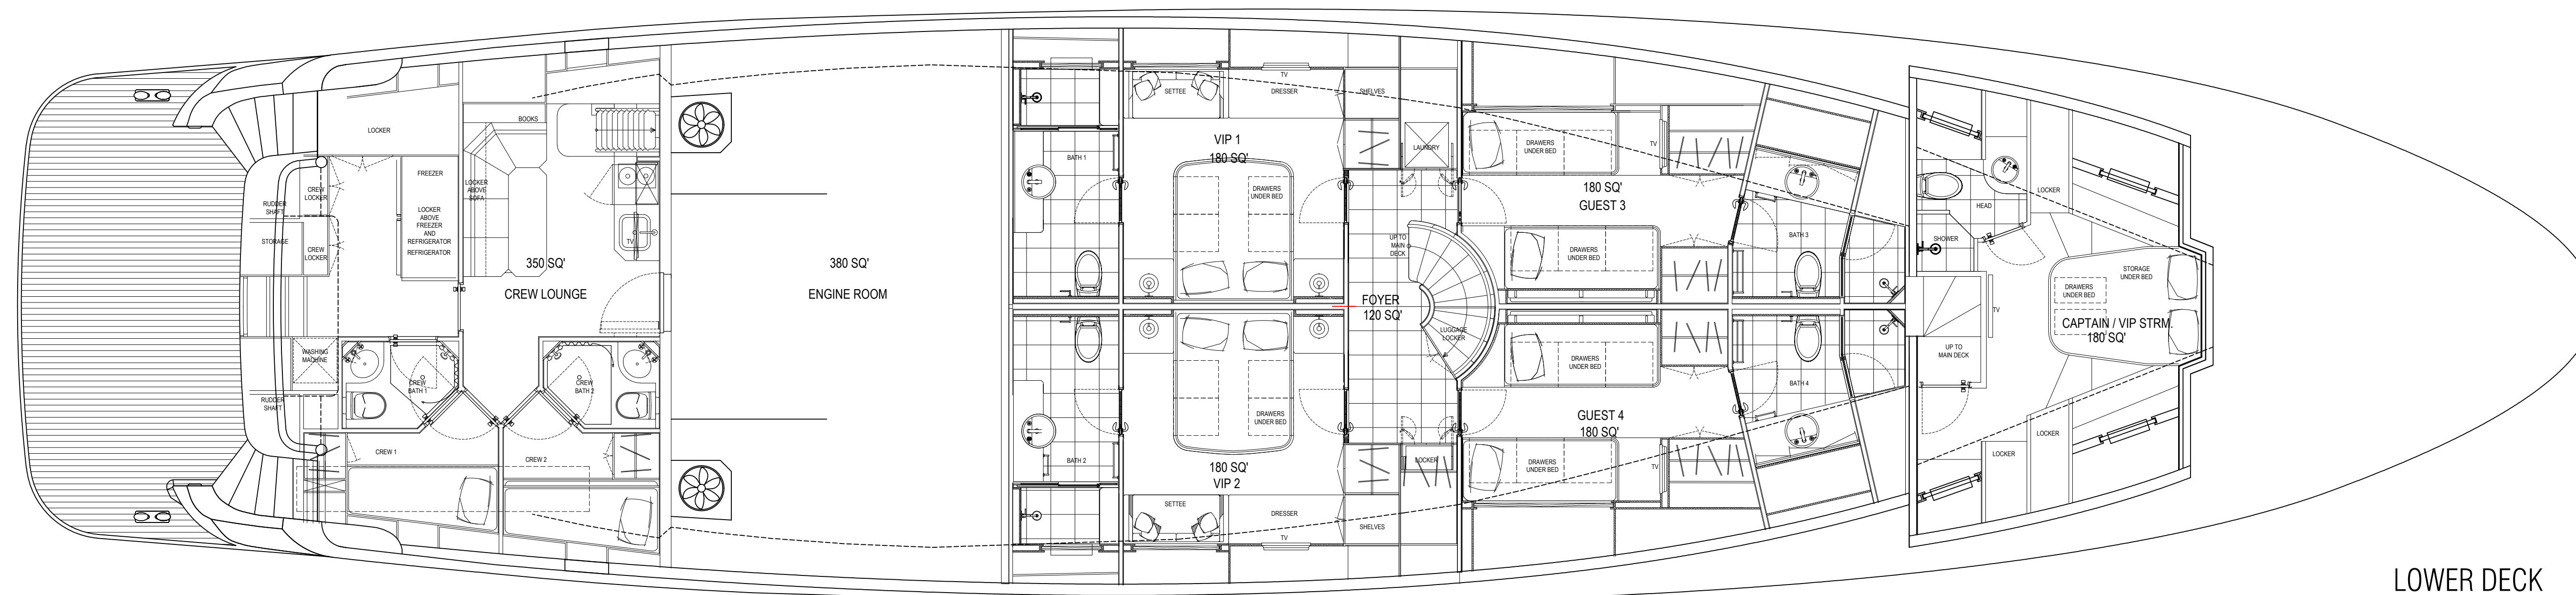 LOCKER
CREW
LOCKER
RUDDER
SHAFT
STORAGE
CREW
LOCKER
FREEZER
LOCKER
ABOVE
FREEZER
AND
REFRIGERATOR
REFRIGERATOR
BOOKS
LOCKER
ABOVE
SOFA
TV
350 SQ'
CREW LOUNGE
WASHING
MACHINE
RUDDER
SHAFT
CREW
BATH 1
CREW
BATH 2
CREW 1
CREW 2
380 SQ'
ENGINE ROOM
BATH 1
BATH 2
SETTEE
TV
DRESSER
SHELVES
VIP 1
180 SQ'
DRAWERS
UNDER BED
DRAWERS
UNDER BED
180 SQ'
VIP 2
SETTEE
DRESSER
TV
SHELVES
LAUNDRY
UP TO
MAIN
DECK
FOYER
120 SQ'
LUGGAGE
LOCKER
LOCKER
DRAWERS
UNDER BED
TV
180 SQ'
GUEST 3
DRAWERS
UNDER BED
DRAWERS
UNDER BED
GUEST 4
180 SQ'
DRAWERS
UNDER BED
TV
BATH 3
BATH 4
HEAD
SHOWER
LOCKER
TV
UP TO
MAIN DECK
STORAGE
UNDER BED
DRAWERS
UNDER BED
CAPTAIN / VIP STRM.
180 SQ'
LOCKER
LOCKER
LOWER DECK